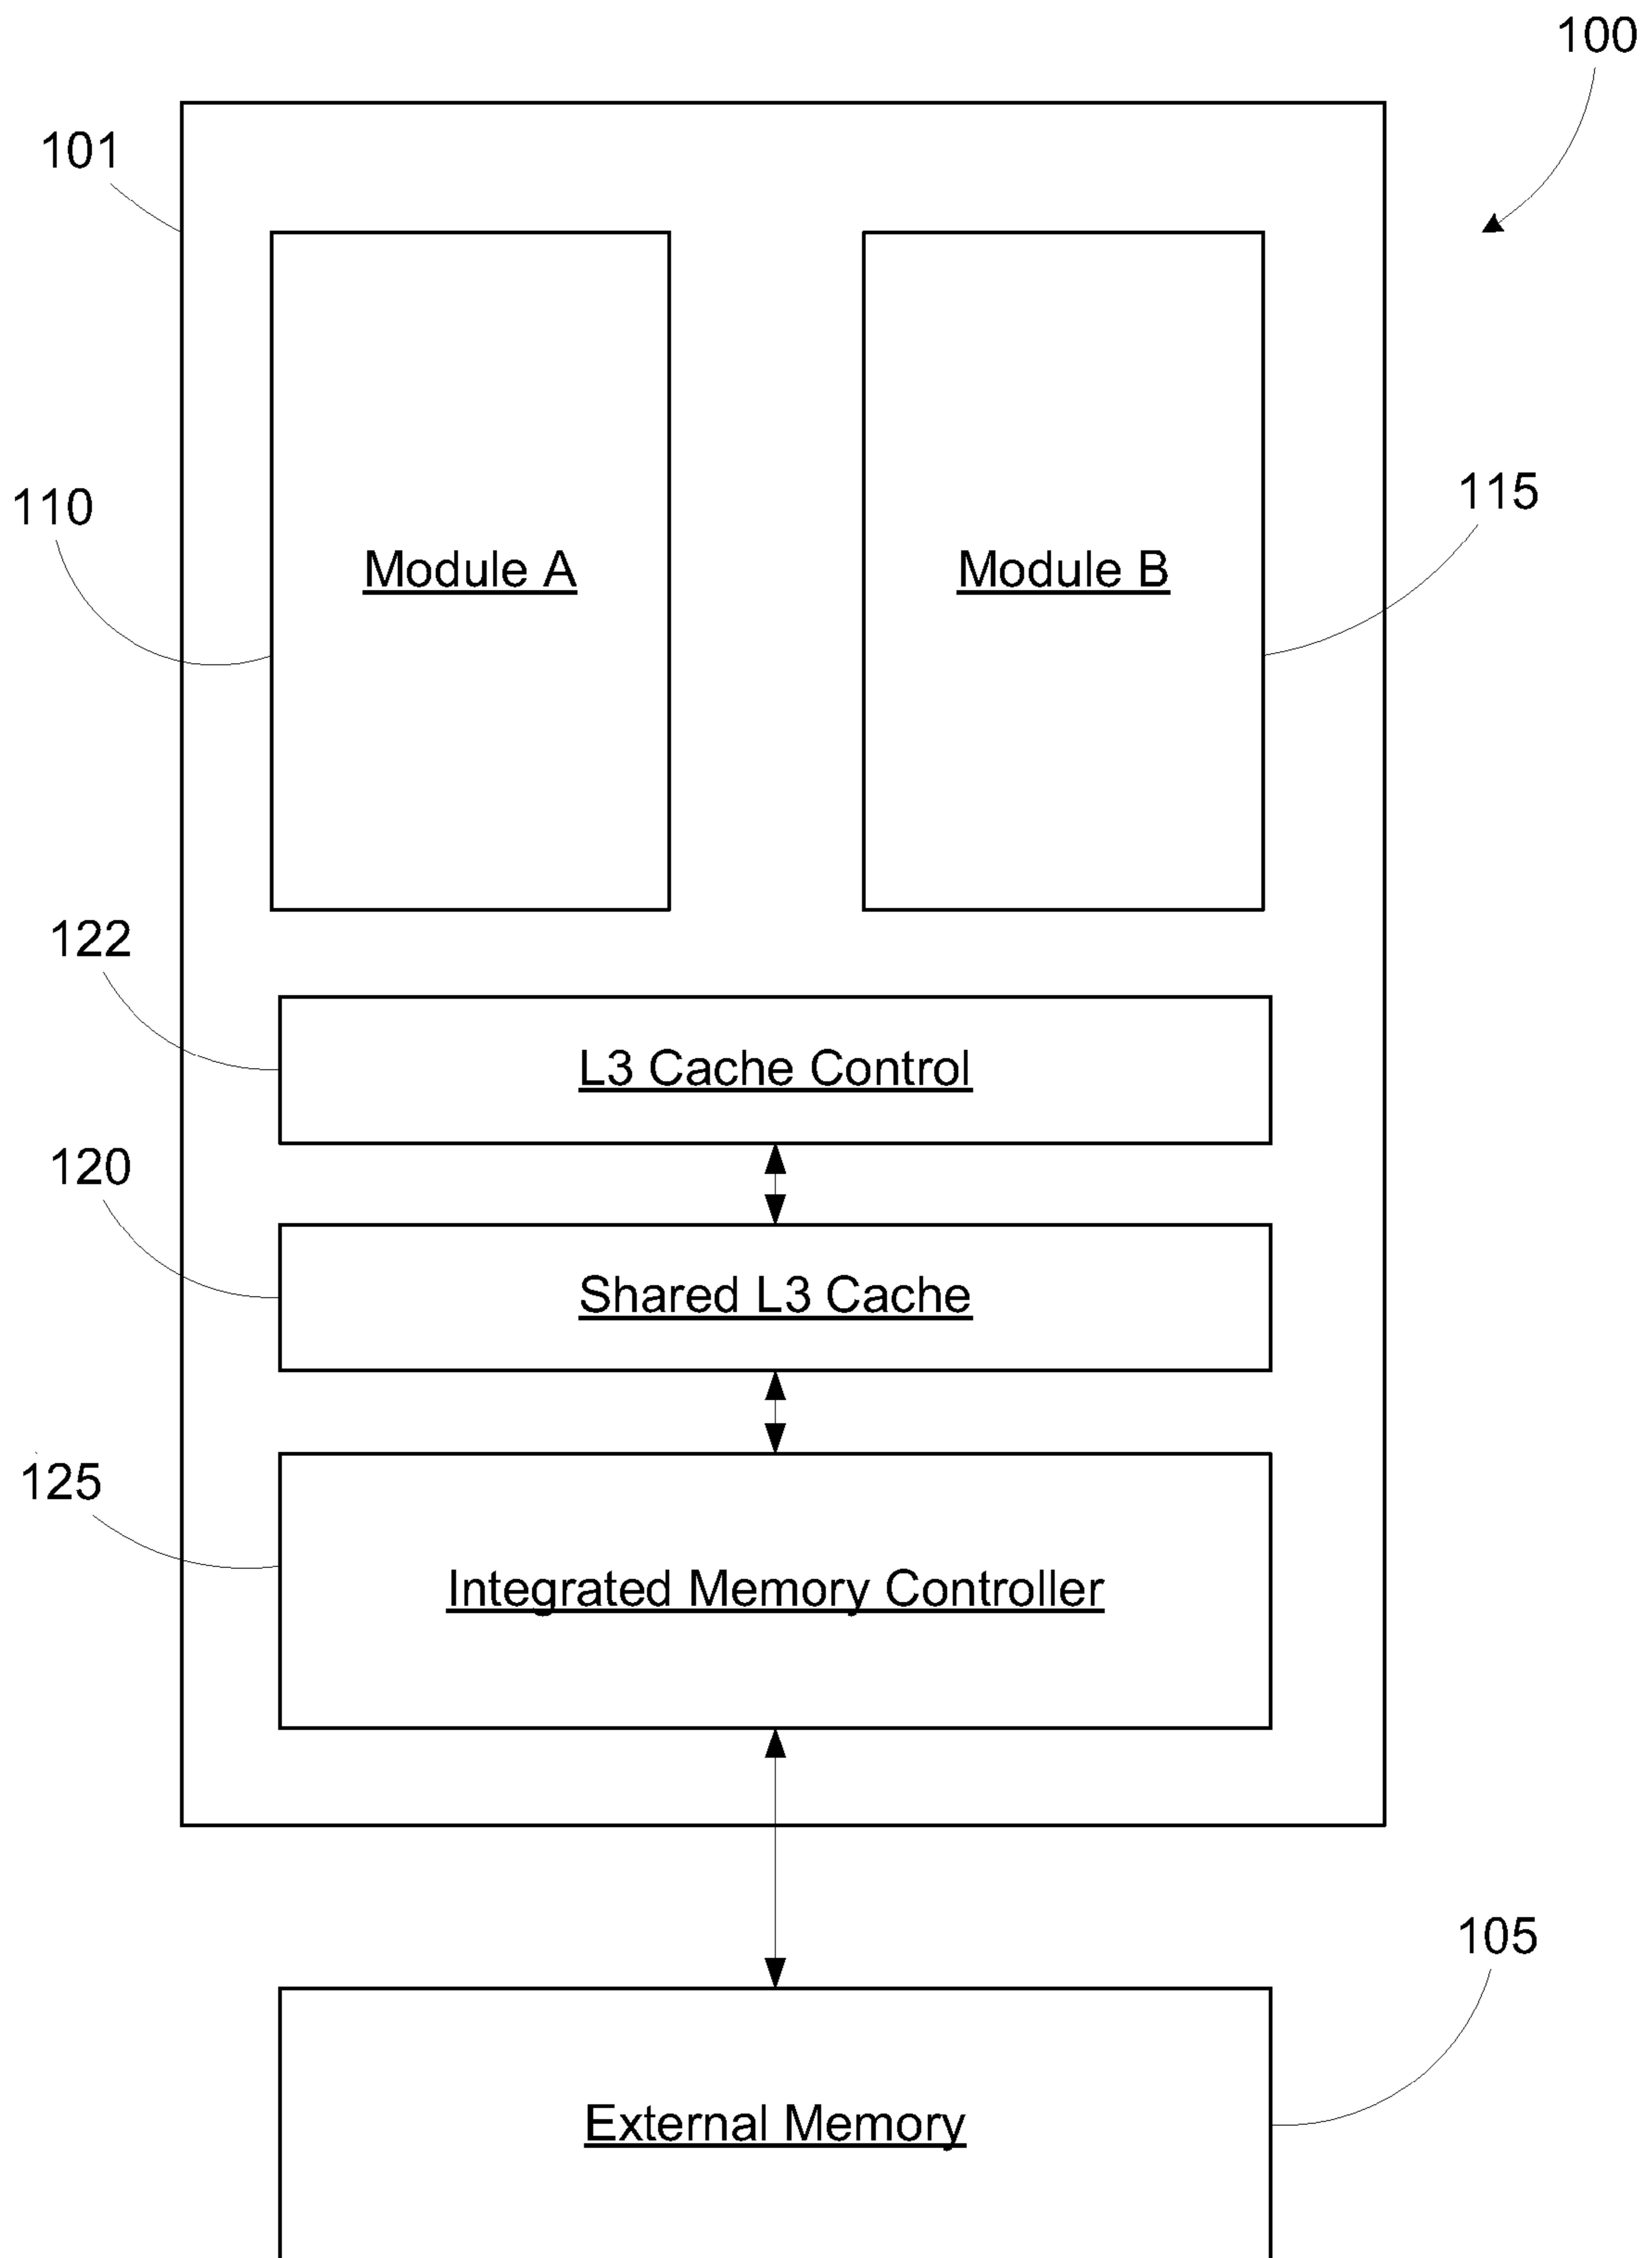 100
101
110
Module A
Module B
115
122
L3 Cache Control
120
Shared L3 Cache
125
Integrated Memory Controller
105
External Memory